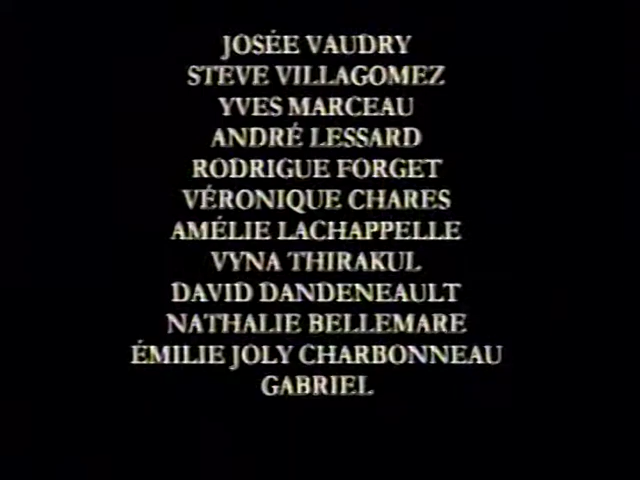 JOSÉE VAUDRY
STEVE VILLAGOMEZ
YVES MARCEAU
ANDRÉ LESSARD
RODRIGUE FORGET
VÉRONIQUE CHARES
AMÉLIE LACHAPPELLE
VYNA THIRAKUL
DAVID DANDENEAULT
NATHALIE BELLEMARE
ÉMILIE JOLY CHARBONNEAU
GABRIEL